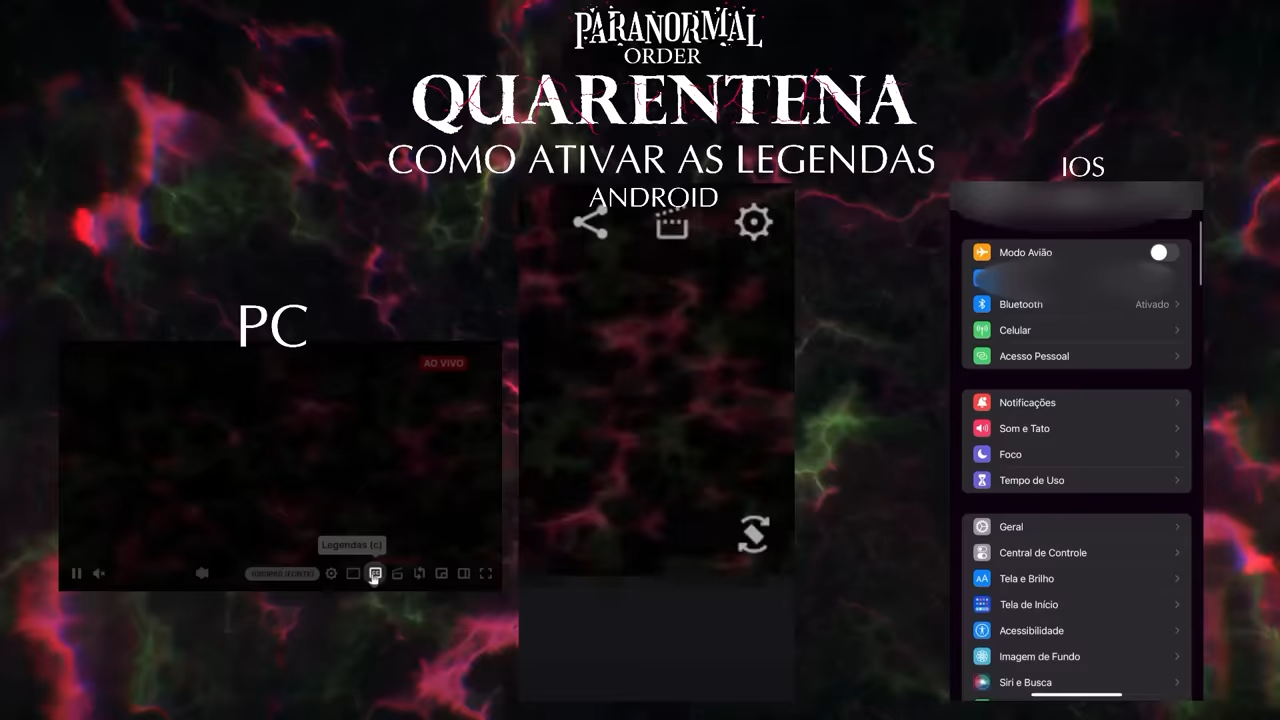 PARANORMAL
ORDER
QUARENTENA
COMO ATIVAR AS LEGENDAS
PC
AO VIVO
Legendas (c)
ANDROID
IOS
Modo Avião
Bluetooth
Ativado
Celular
Acesso Pessoal
Notificações
Som e Tato
Foco
Tempo de Uso
Geral
Central de Controle
Tela e Brilho
Tela de Início
Acessibilidade
Imagem de Fundo
Siri e Busca